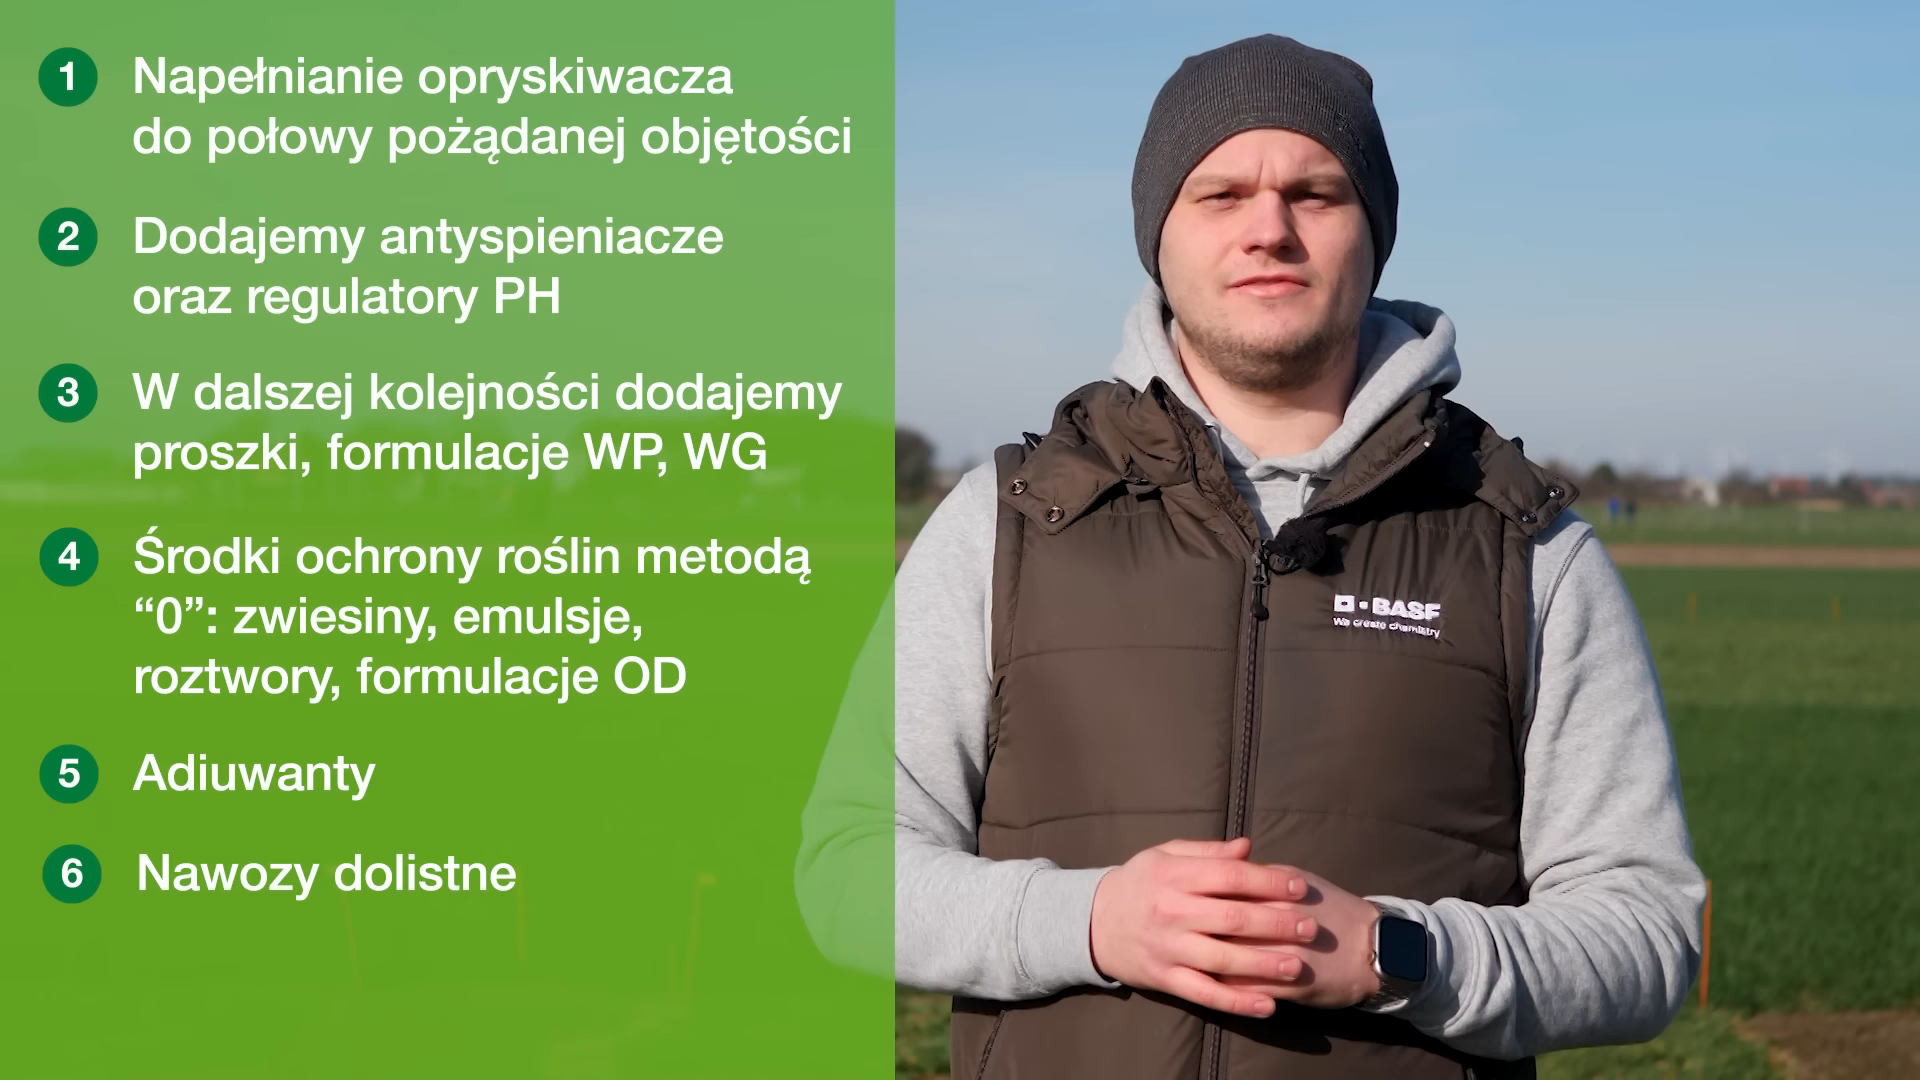 1 Napełnianie opryskiwacza
do połowy pożądanej objętości
2 Dodajemy antyspieniacze
oraz regulatory PH
3 W dalszej kolejności dodajemy
proszki, formulacje WP, WG
4 Środki ochrony roślin metodą
“0”: zwiesiny, emulsje,
roztwory, formulacje OD
5 Adiuwanty
6 Nawozy dolistne
BASF
We create chemistry